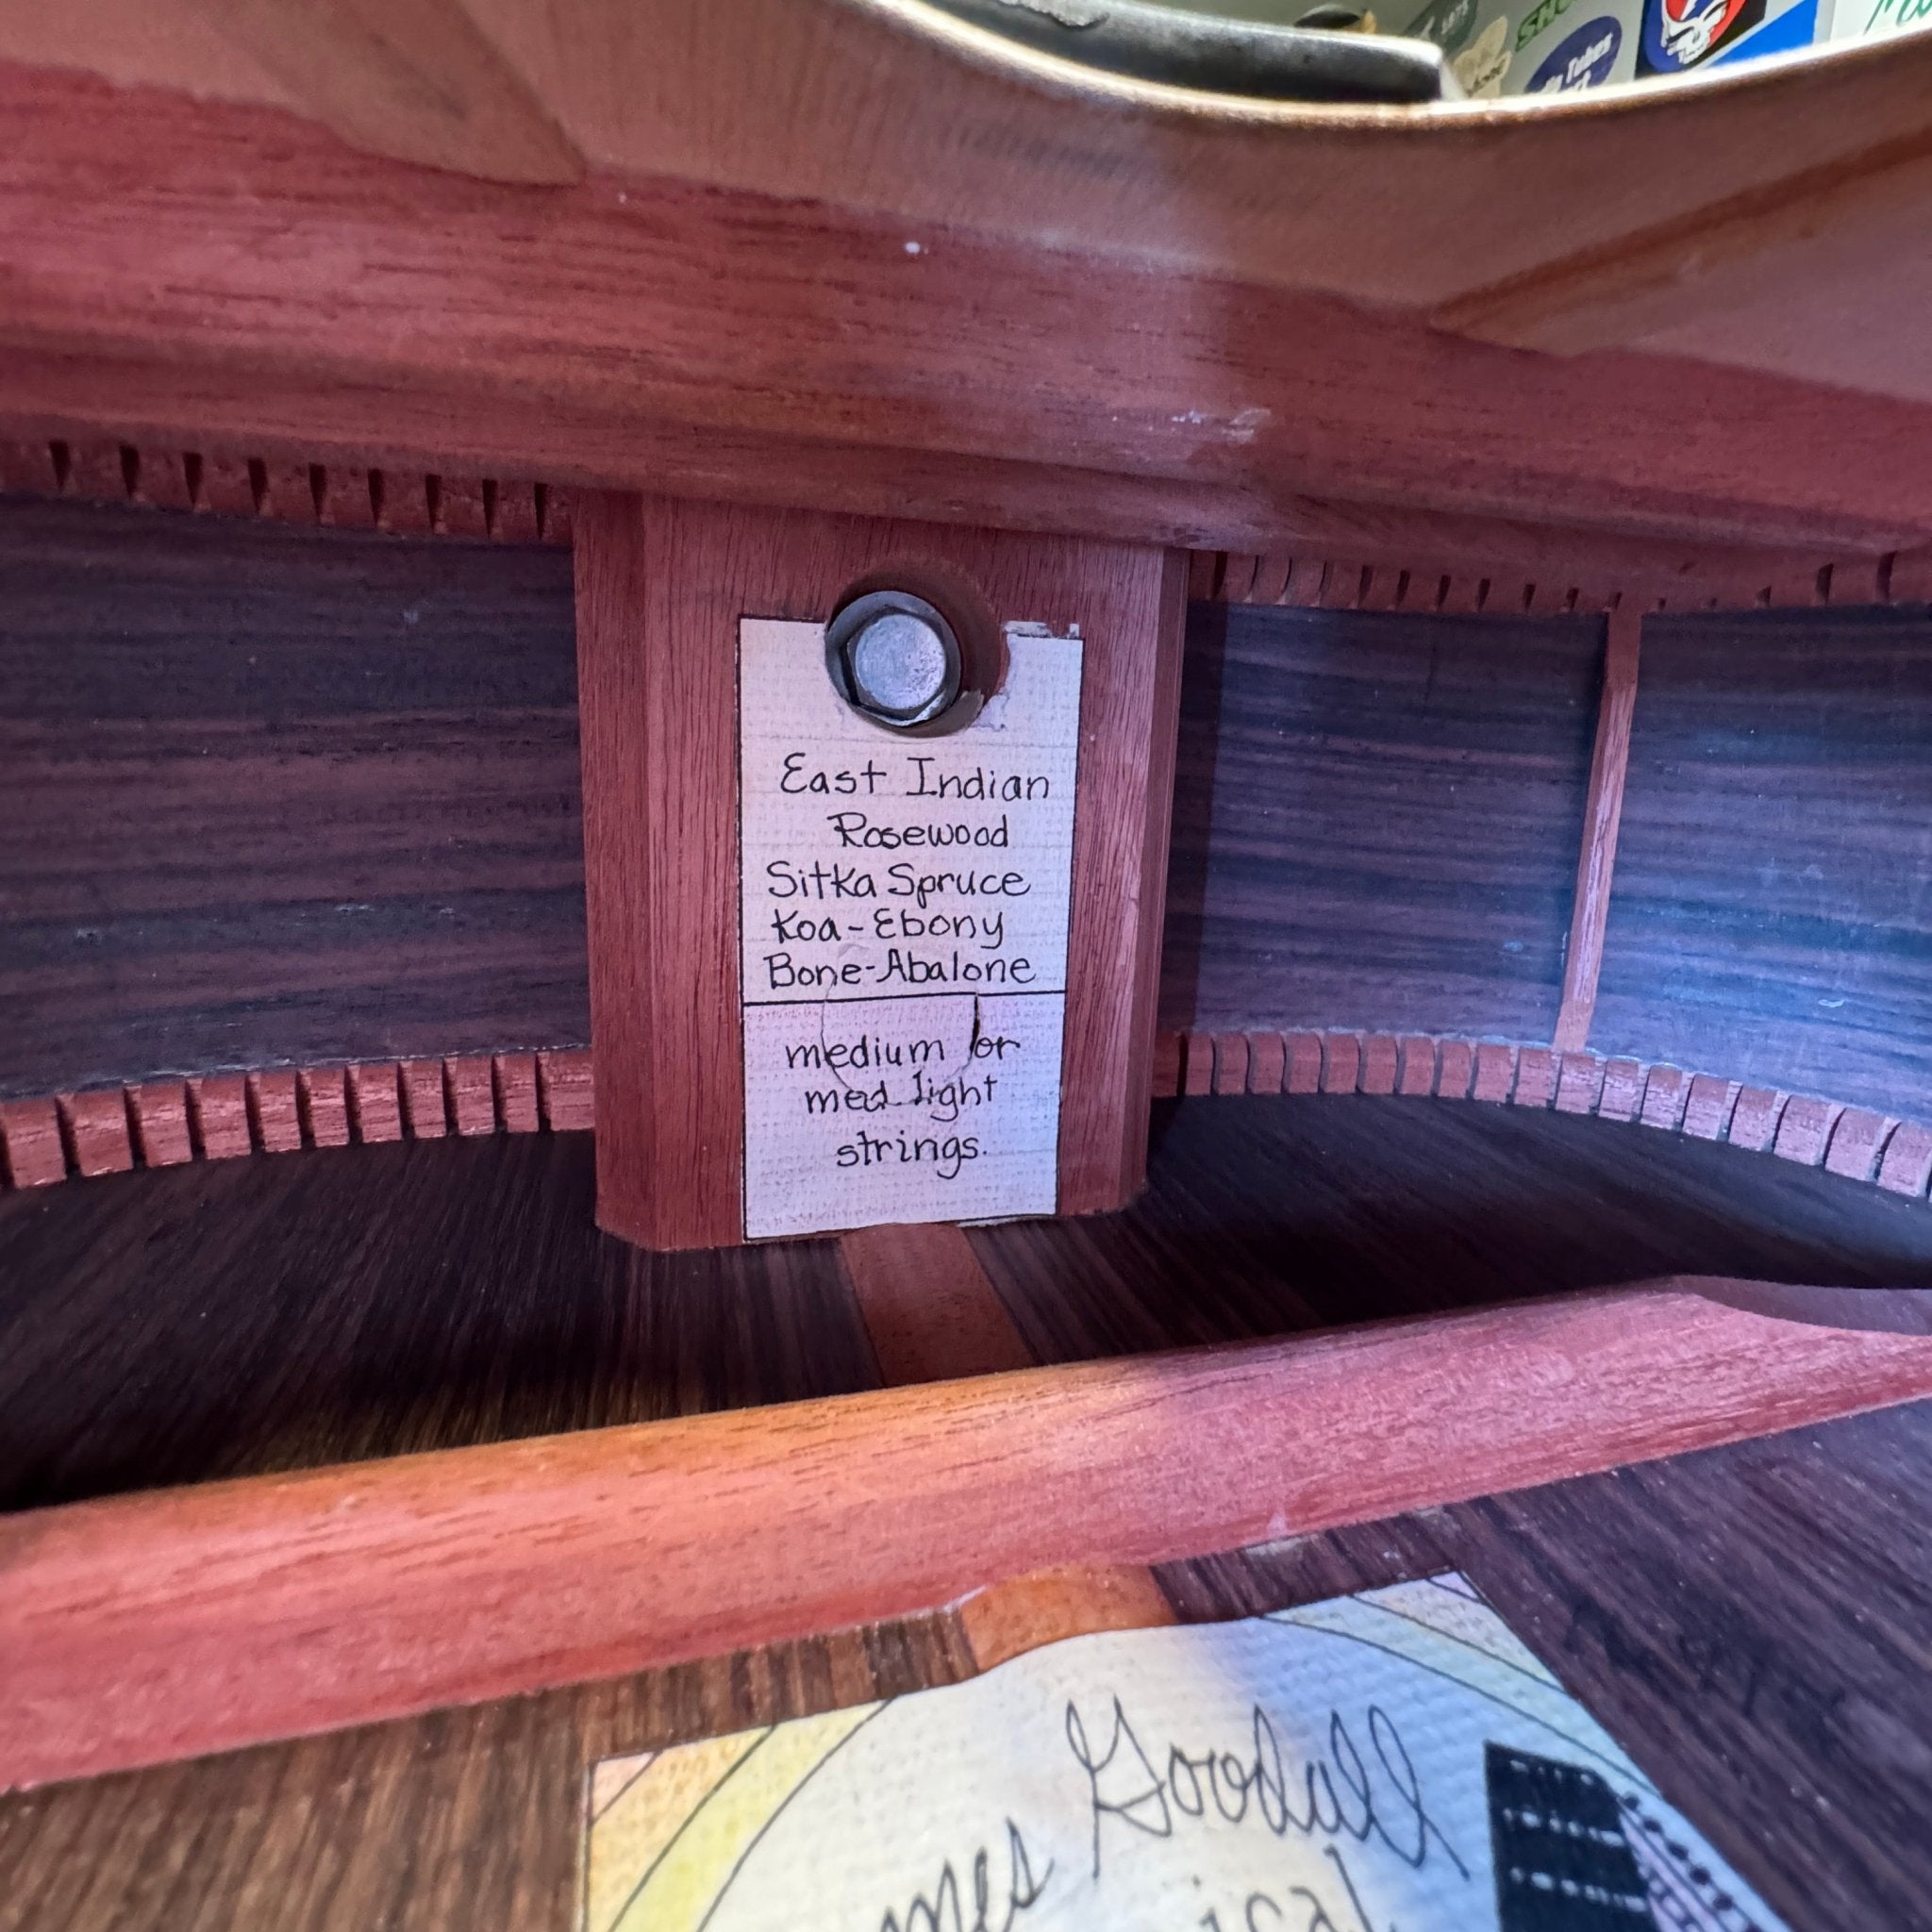 East Indian
Rosewood
Sitka Spruce
Koa-Ebony
Bone-Abalone
medium or
med light
strings.
Goodall